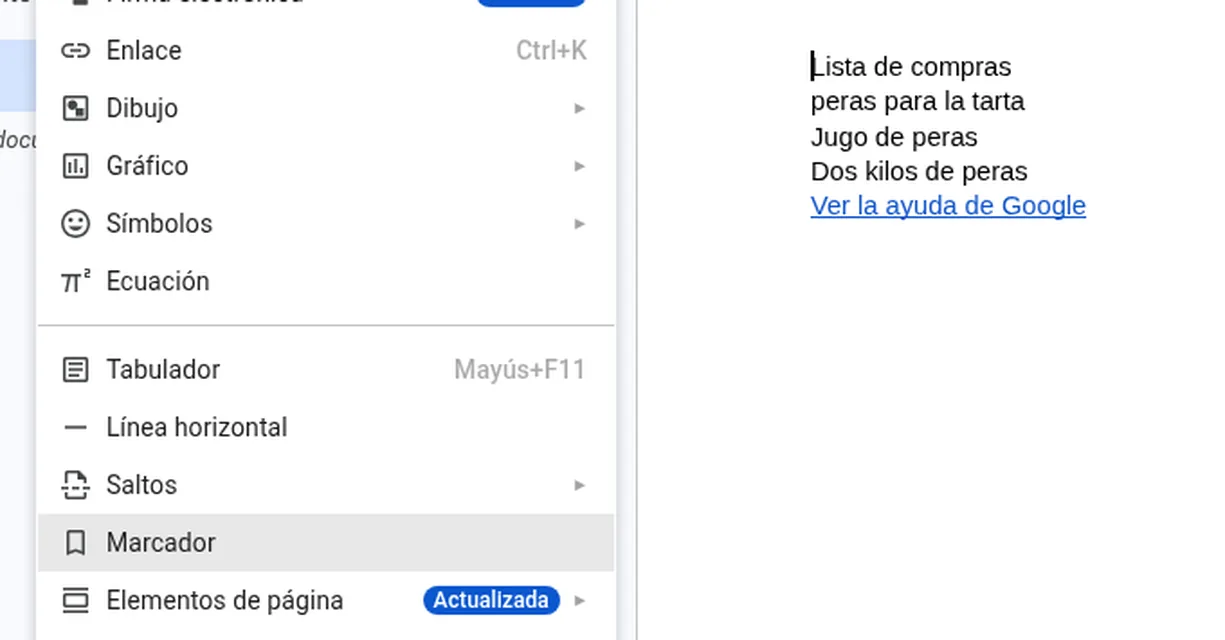 Enlace Ctrl+K
Dibujo
Gráfico
Símbolos
Ecuación
Tabulador Mayús+F11
Línea horizontal
Saltos
Marcador
Elementos de página Actualizada
Lista de compras
peras para la tarta
Jugo de peras
Dos kilos de peras
Ver la ayuda de Google